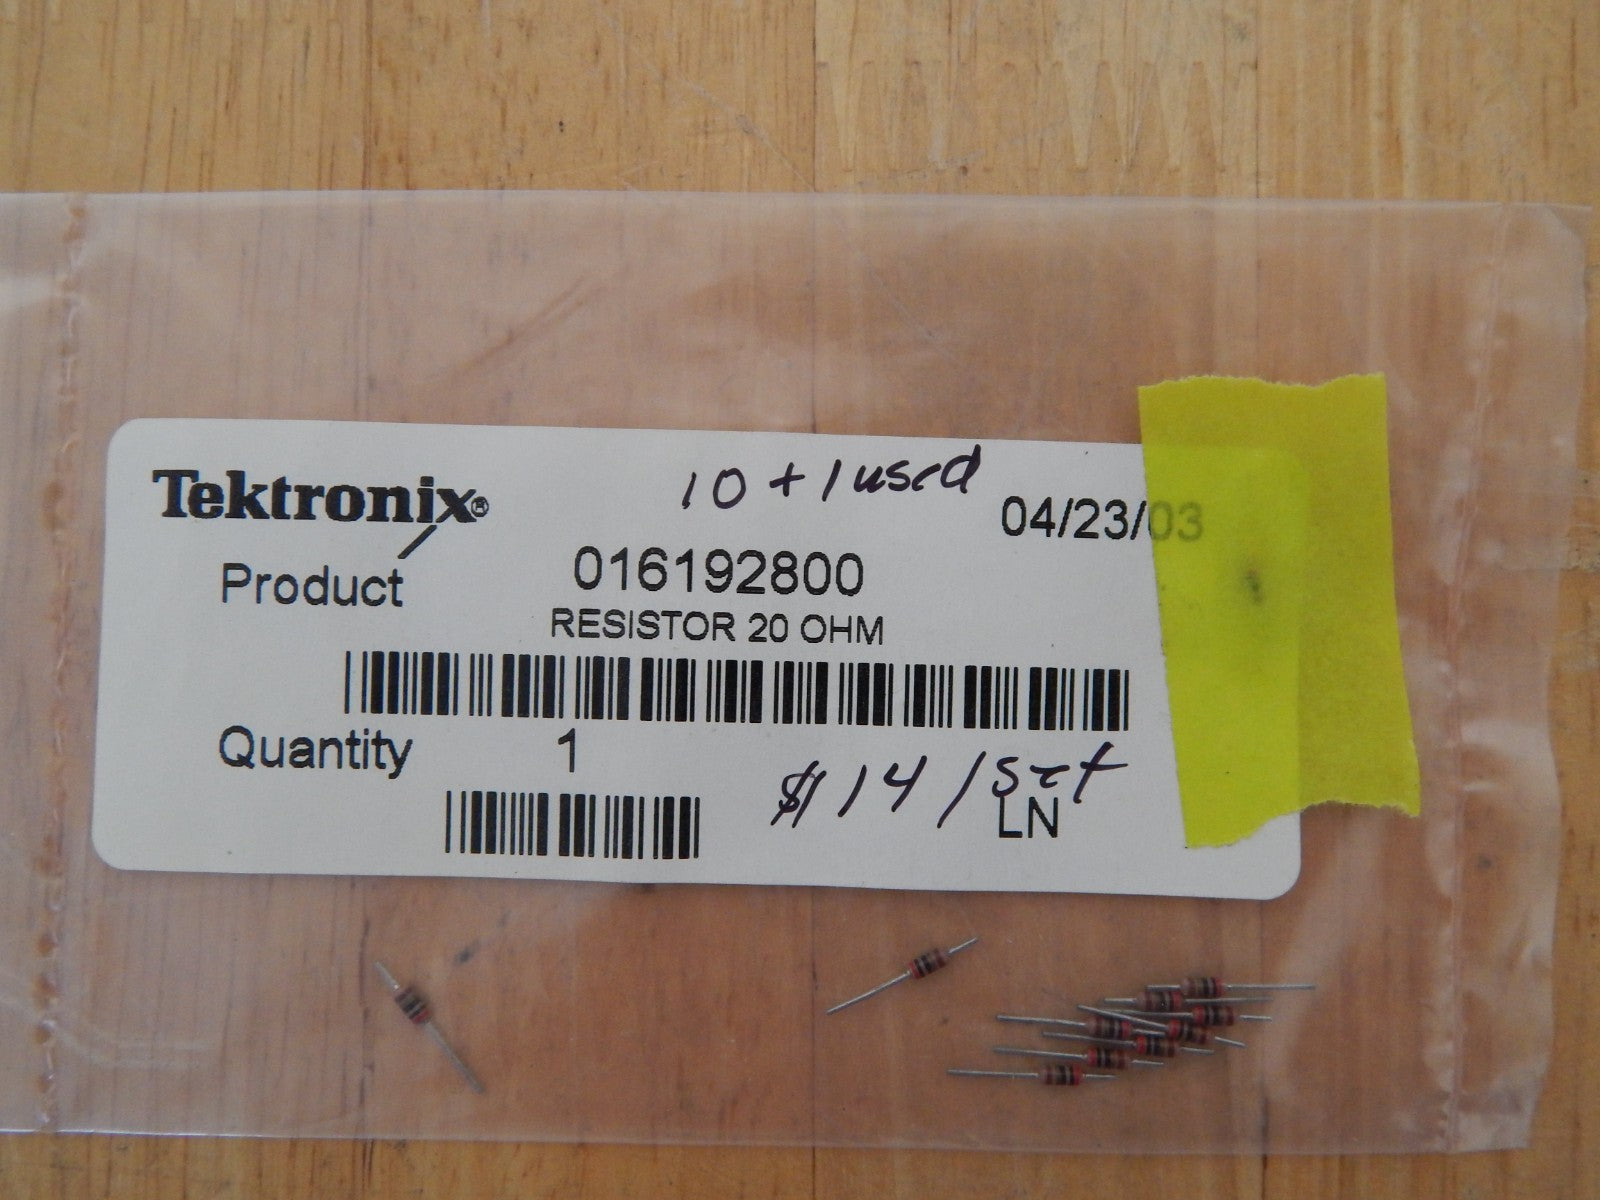 10 + 1 used
Tektronix®
04/23/03
Product 016192800
RESISTOR 20 OHM
Quantity 1
$14 / Set
LN